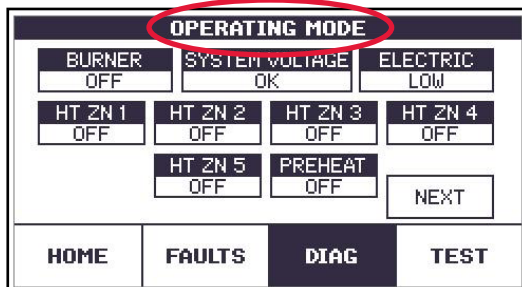 OPERATING MODE
BURNER SYSTEM VOLTAGE ELECTRIC
OFF OK LOW
HT ZN 1 HT ZN 2 HT ZN 3 HT ZN 4
OFF OFF OFF OFF
HT ZN 5 PREHEAT
OFF OFF
NEXT
HOME FAULTS DIAG TEST